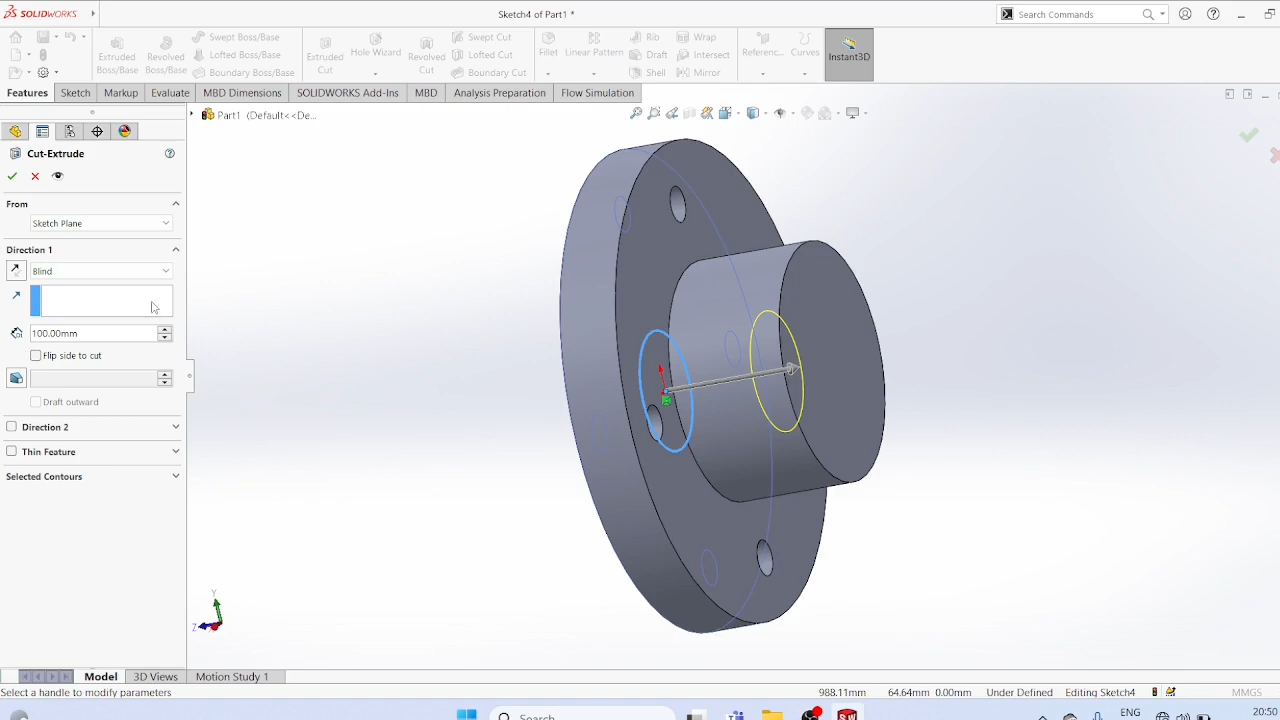 SOLIDWORKS
Sketch4 of Part1 *
Search Commands
Extruded Boss/Base
Revolved Boss/Base
Swept Boss/Base
Lofted Boss/Base
Boundary Boss/Base
Extruded Cut
Hole Wizard
Revolved Cut
Swept Cut
Lofted Cut
Boundary Cut
Fillet
Linear Pattern
Rib
Draft
Shell
Wrap
Intersect
Mirror
Referenc...
Curves
Instant3D
Features
Sketch
Markup
Evaluate
MBD Dimensions
SOLIDWORKS Add-Ins
MBD
Analysis Preparation
Flow Simulation
Part1 (Default<<De...
Cut-Extrude
From
Sketch Plane
Direction 1
Blind
100.00mm
Flip side to cut
Draft outward
Direction 2
Thin Feature
Selected Contours
Y
Z
Model
3D Views
Motion Study 1
Select a handle to modify parameters
988.11mm
64.64mm 0.00mm
Under Defined
Editing Sketch4
MMGS
Search
ENG
20:50